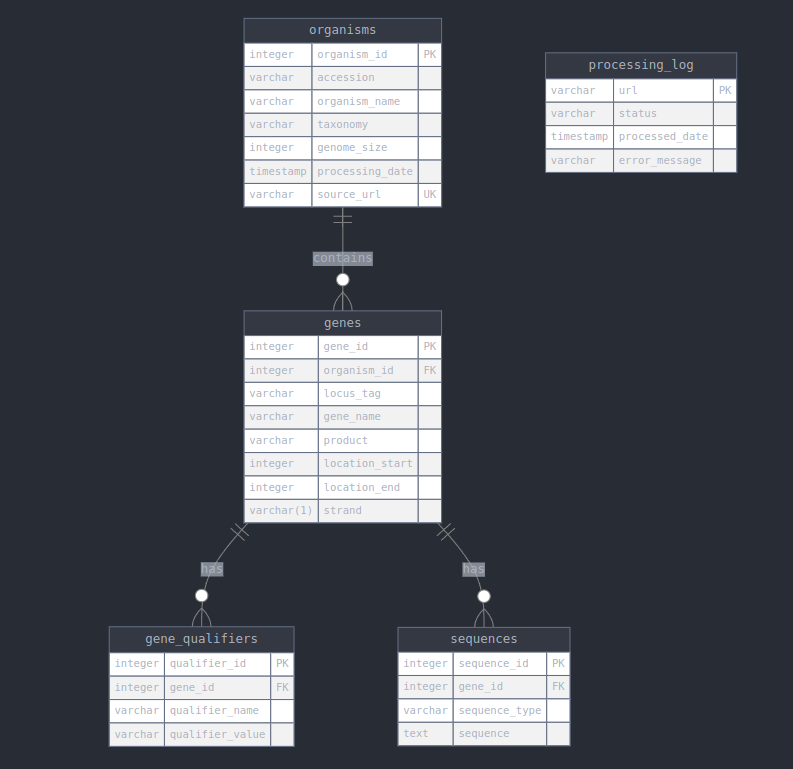 organisms
integer organism_id PK
varchar accession
varchar organism_name
varchar taxonomy
integer genome_size
timestamp processing_date
varchar source_url UK
processing_log
varchar url PK
varchar status
timestamp processed_date
varchar error_message
contains
genes
integer gene_id PK
integer organism_id FK
varchar locus_tag
varchar gene_name
varchar product
integer location_start
integer location_end
varchar(1) strand
has
has
gene_qualifiers
integer qualifier_id PK
integer gene_id FK
varchar qualifier_name
varchar qualifier_value
sequences
integer sequence_id PK
integer gene_id FK
varchar sequence_type
text sequence